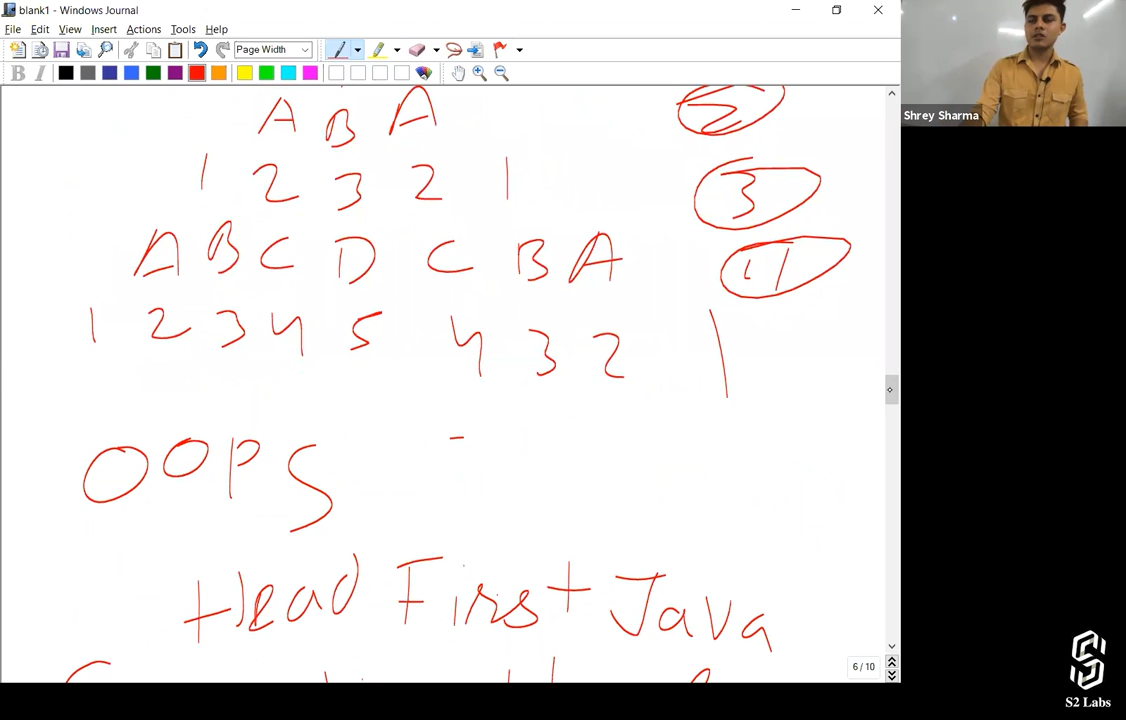 blank1 - Windows Journal
File Edit View Insert Actions Tools Help
Page Width
B I
Shrey Sharma
A B A 2
1 2 3 2 1 3
A B C D C B A 4
1 2 3 4 5 4 3 2 1
OOPS -
Head First Java
6 / 10
S2 Labs